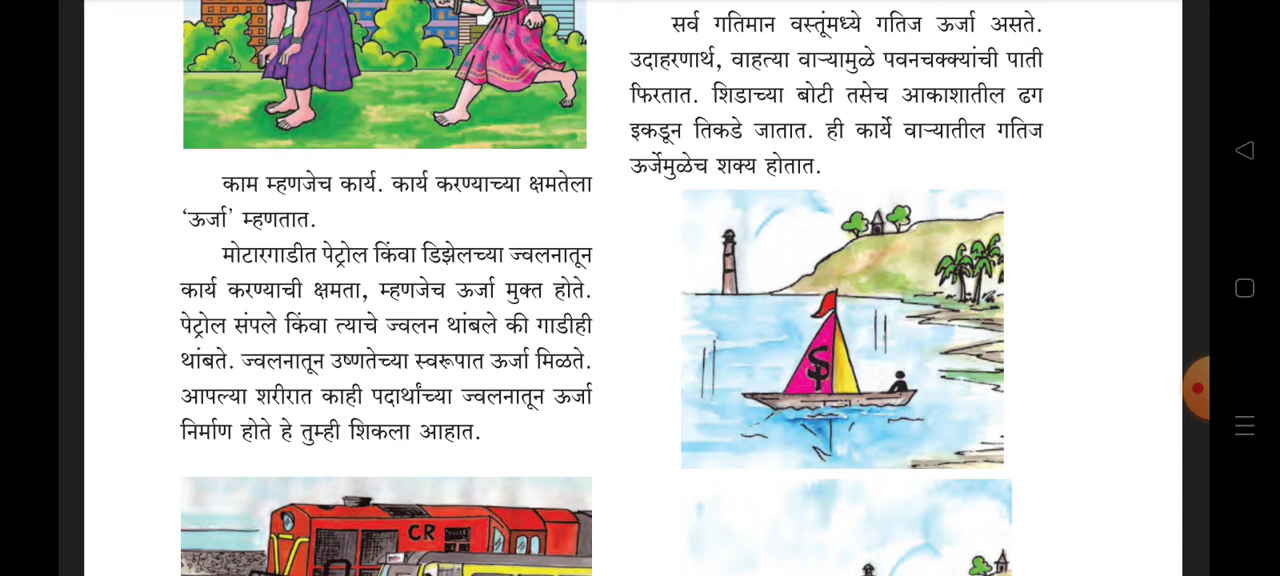 काम म्हणजेच कार्य. कार्य करण्याच्या क्षमतेला
‘ऊर्जा’ म्हणतात.
मोटारगाडीत पेट्रोल किंवा डिझेलच्या ज्वलनातून
कार्य करण्याची क्षमता, म्हणजेच ऊर्जा मुक्त होते.
पेट्रोल संपले किंवा त्याचे ज्वलन थांबले की गाडीही
थांबते. ज्वलनातून उष्णतेच्या स्वरूपात ऊर्जा मिळते.
आपल्या शरीरात काही पदार्थांच्या ज्वलनातून ऊर्जा
निर्माण होते हे तुम्ही शिकला आहात.
CR
सर्व गतिमान वस्तूंमध्ये गतिज ऊर्जा असते.
उदाहरणार्थ, वाहत्या वाऱ्यामुळे पवनचक्क्यांची पाती
फिरतात. शिडाच्या बोटी तसेच आकाशातील ढग
इकडून तिकडे जातात. ही कार्ये वाऱ्यातील गतिज
ऊर्जेमुळेच शक्य होतात.